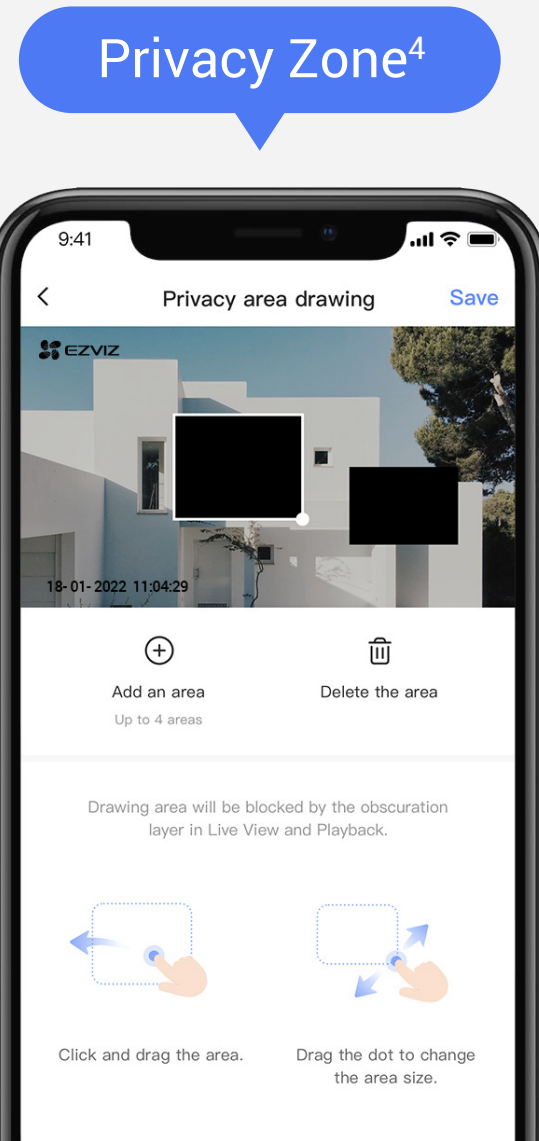 Privacy Zone⁴
9:41
Privacy area drawing
Save
EZVIZ
18-01-2022 11:04:29
Add an area
Delete the area
Up to 4 areas
Drawing area will be blocked by the obscuration
layer in Live View and Playback.
Click and drag the area.
Drag the dot to change
the area size.